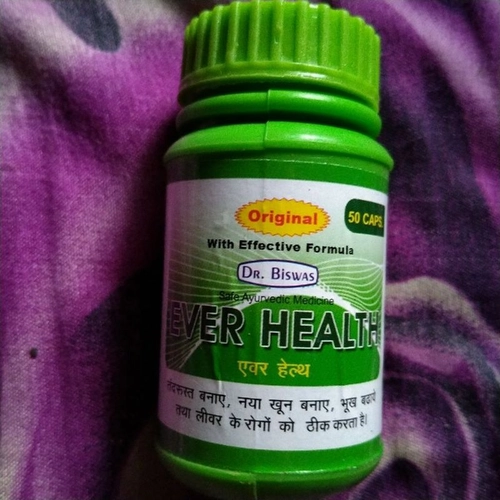 Original
50 CAPS
With Effective Formula
DR. BISWAS
Safe Ayurvedic Medicine
EVER HEALTH
एवर हेल्थ
बनाए, नया खून बनाए, भूख बढाये
तथा लीवर के रोगों को ठीक करता है।